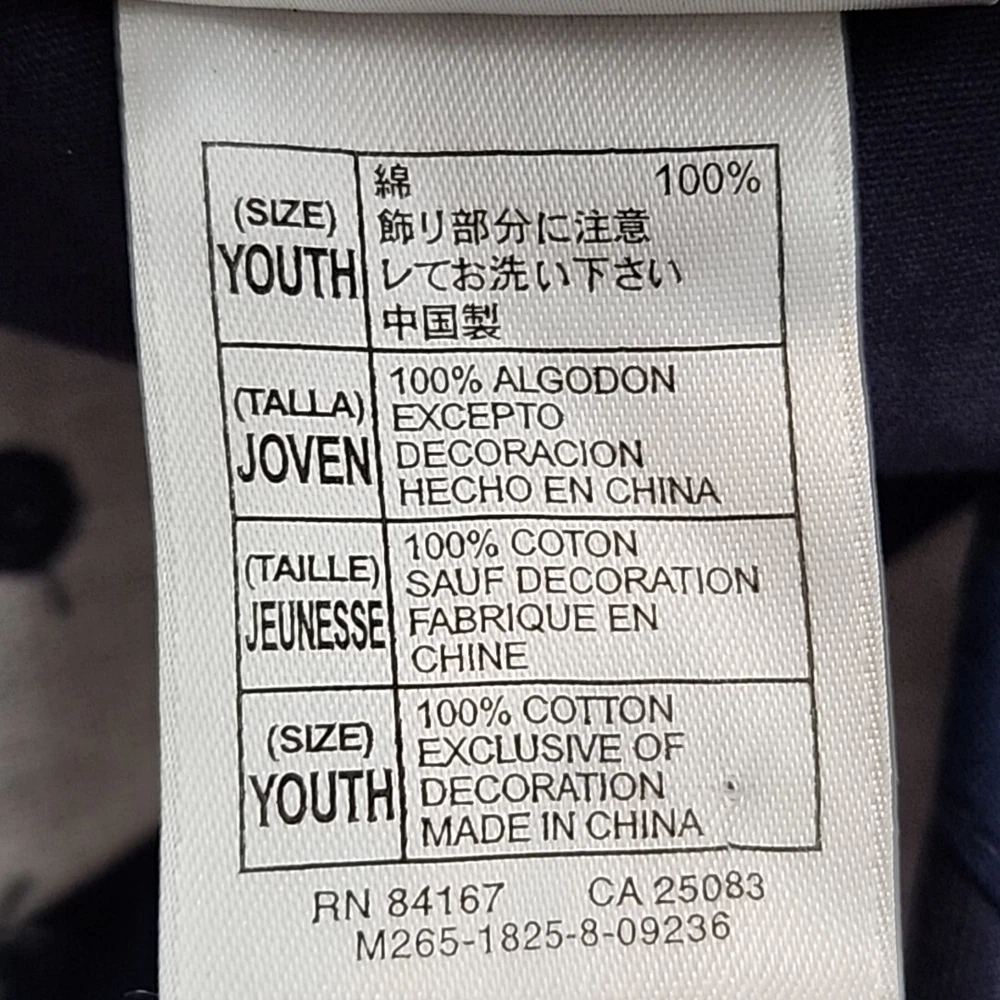 (SIZE)
YOUTH
綿 100%
飾リ部分に注意
レてお洗い下さい
中国製
(TALLA)
JOVEN
100% ALGODON
EXCEPTO
DECORACION
HECHO EN CHINA
(TAILLE)
JEUNESSE
100% COTON
SAUF DECORATION
FABRIQUE EN
CHINE
(SIZE)
YOUTH
100% COTTON
EXCLUSIVE OF
DECORATION
MADE IN CHINA
RN 84167 CA 25083
M265-1825-8-09236